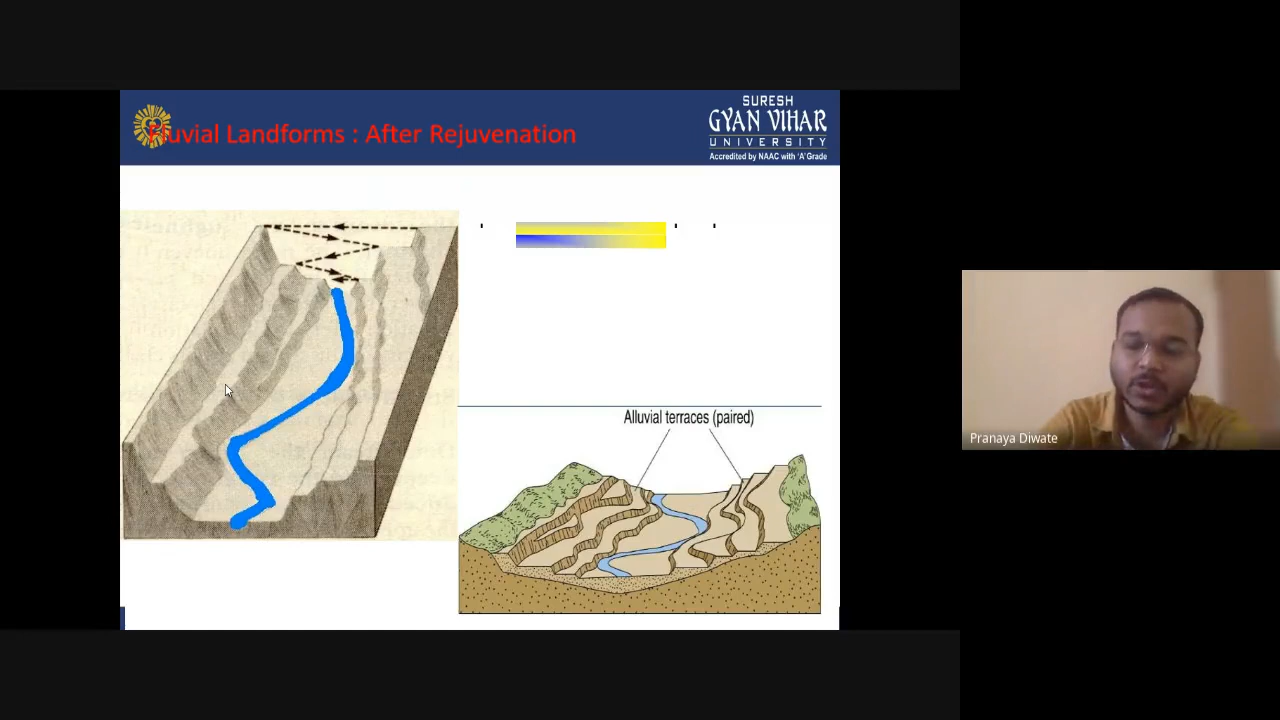 Fluvial Landforms : After Rejuvenation
SURESH
GYAN VIHAR
UNIVERSITY
Accredited by NAAC with 'A' Grade
Alluvial terraces (paired)
Pranaya Diwate